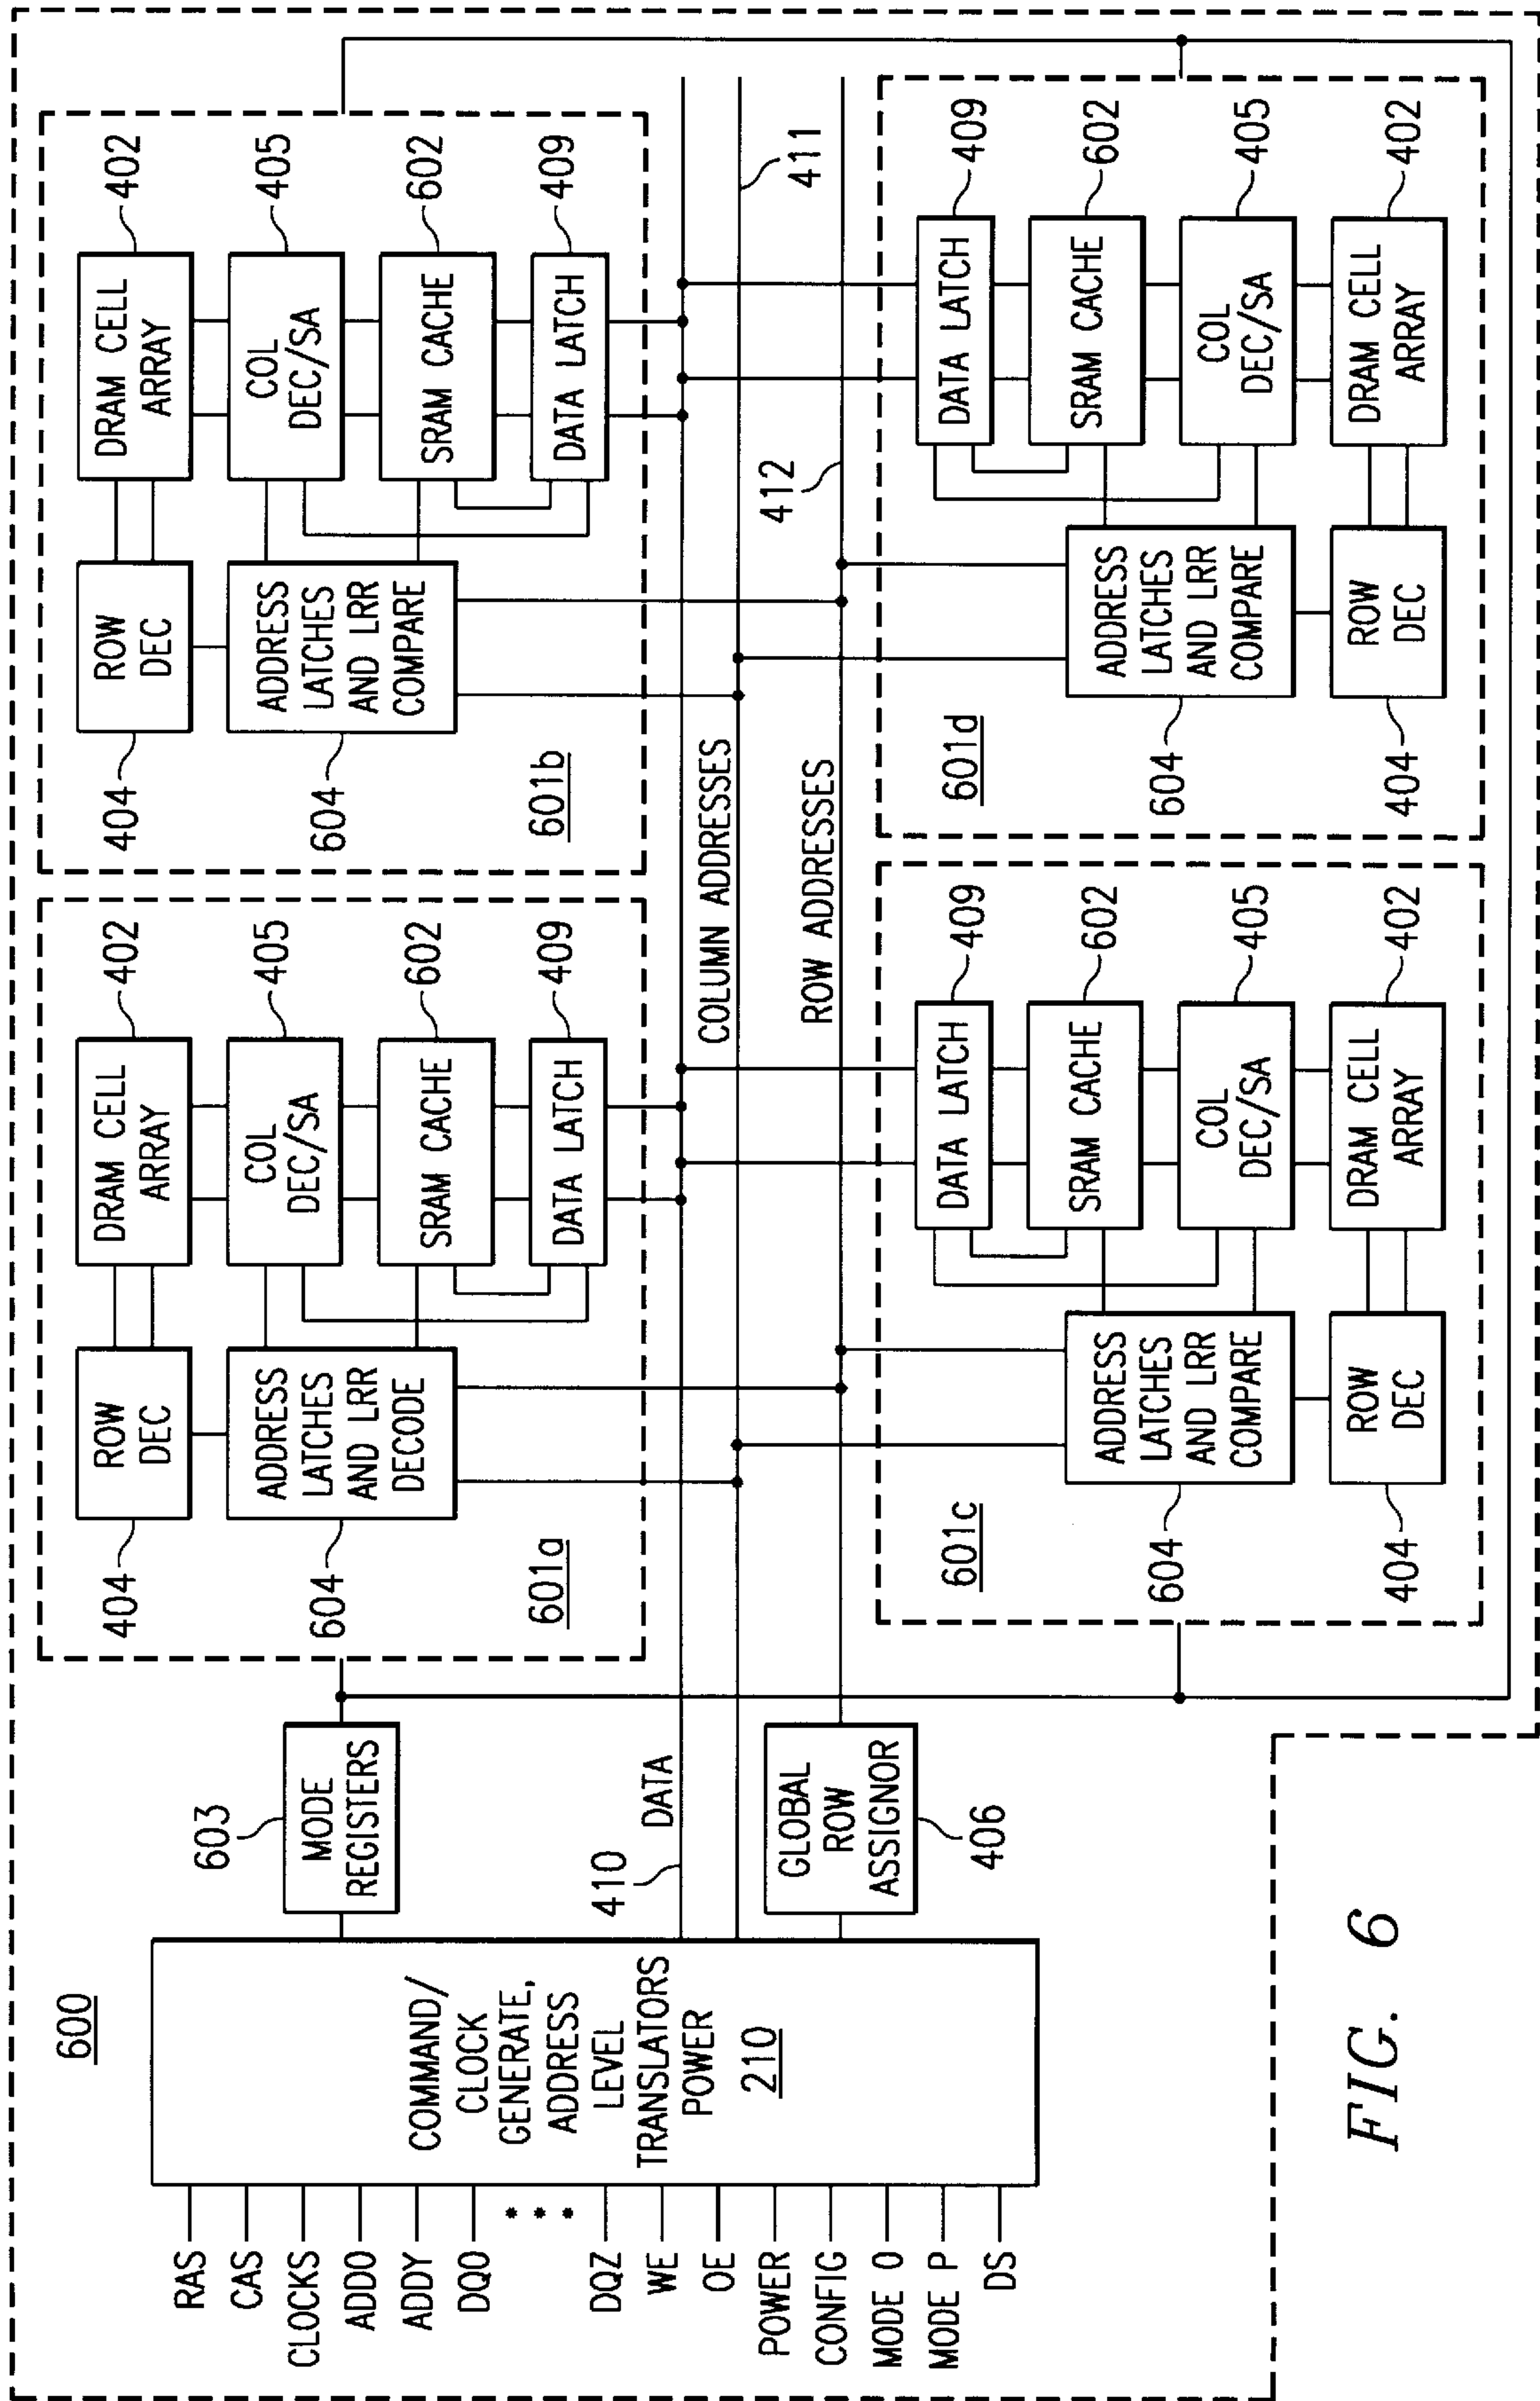 600
RAS
CAS
CLOCKS
ADD0
ADDY
DQ0
DQZ
WE
OE
POWER
CONFIG
MODE 0
MODE P
DS
COMMAND/
CLOCK
GENERATE,
ADDRESS
LEVEL
TRANSLATORS
POWER
210
603
MODE
REGISTERS
410
DATA
GLOBAL
ROW
ASSIGNOR
406
COLUMN ADDRESSES
411
ROW ADDRESSES
412
404
ROW
DEC
DRAM CELL
ARRAY
402
604
ADDRESS
LATCHES
AND LRR
DECODE
COL
DEC/SA
405
SRAM CACHE
602
DATA LATCH
409
601a
404
ROW
DEC
DRAM CELL
ARRAY
402
604
ADDRESS
LATCHES
AND LRR
COMPARE
COL
DEC/SA
405
SRAM CACHE
602
DATA LATCH
409
601b
601c
DATA LATCH
409
SRAM CACHE
602
604
ADDRESS
LATCHES
AND LRR
COMPARE
COL
DEC/SA
405
404
ROW
DEC
DRAM CELL
ARRAY
402
601d
DATA LATCH
409
SRAM CACHE
602
604
ADDRESS
LATCHES
AND LRR
COMPARE
COL
DEC/SA
405
404
ROW
DEC
DRAM CELL
ARRAY
402
FIG. 6